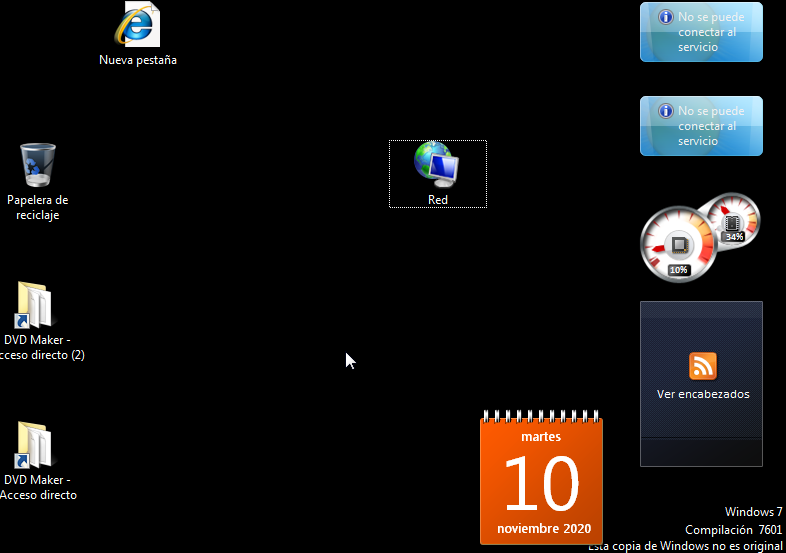 Nueva pestaña
No se puede
conectar al
servicio
No se puede
conectar al
servicio
Papelera de
reciclaje
Red
34%
10%
DVD Maker -
cceso directo (2)
Ver encabezados
martes
10
noviembre 2020
DVD Maker -
Acceso directo
Windows 7
Compilación 7601
Esta copia de Windows no es original